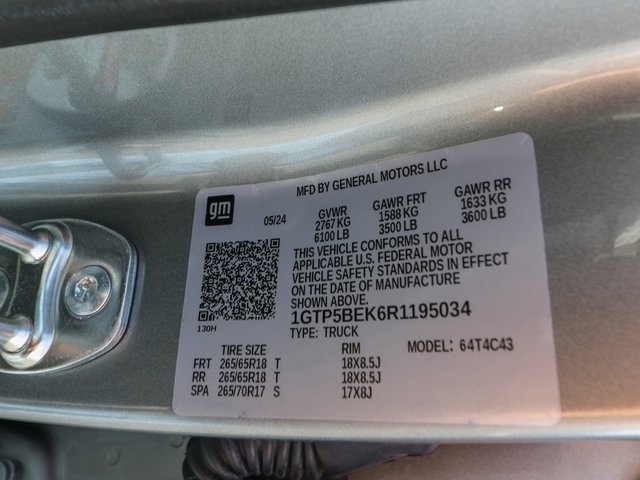 MFD BY GENERAL MOTORS LLC
gm
05/24
GVWR GAWR FRT GAWR RR
2767 KG 1588 KG 1633 KG
6100 LB 3500 LB 3600 LB
THIS VEHICLE CONFORMS TO ALL
APPLICABLE U.S. FEDERAL MOTOR
VEHICLE SAFETY STANDARDS IN EFFECT
ON THE DATE OF MANUFACTURE
SHOWN ABOVE.
130H
1GTP5BEK6R1195034
TYPE: TRUCK
MODEL: 64T4C43
TIRE SIZE RIM
FRT 265/65R18 T 18X8.5J
RR 265/65R18 T 18X8.5J
SPA 265/70R17 S 17X8J